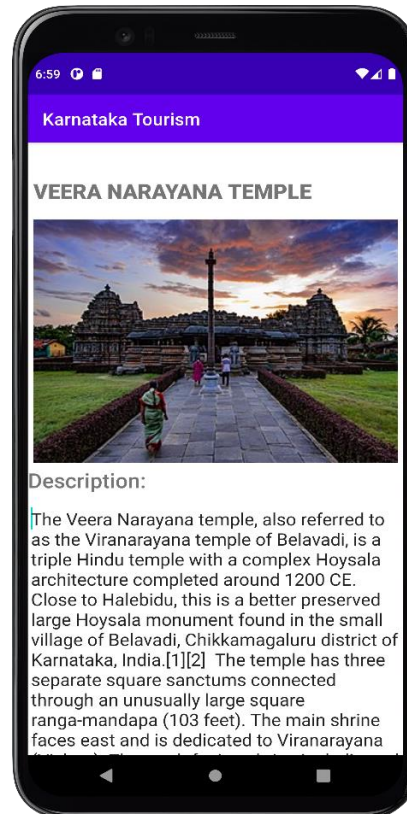 6:59
Karnataka Tourism
VEERA NARAYANA TEMPLE
Description:
The Veera Narayana temple, also referred to
as the Viranarayana temple of Belavadi, is a
triple Hindu temple with a complex Hoysala
architecture completed around 1200 CE.
Close to Halebidu, this is a better preserved
large Hoysala monument found in the small
village of Belavadi, Chikkamagaluru district of
Karnataka, India.[1][2]  The temple has three
separate square sanctums connected
through an unusually large square
ranga-mandapa (103 feet). The main shrine
faces east and is dedicated to Viranarayana